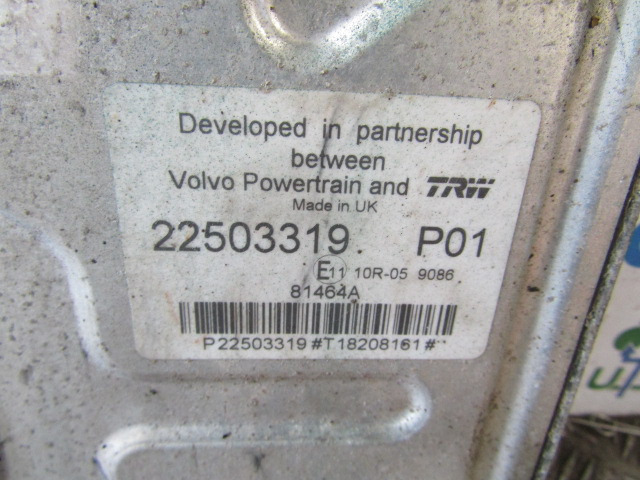 Developed in partnership
between
Volvo Powertrain and TRW
Made in UK
22503319. P01
E11 10R-05 9086
81464A
P22503319#T18208161#